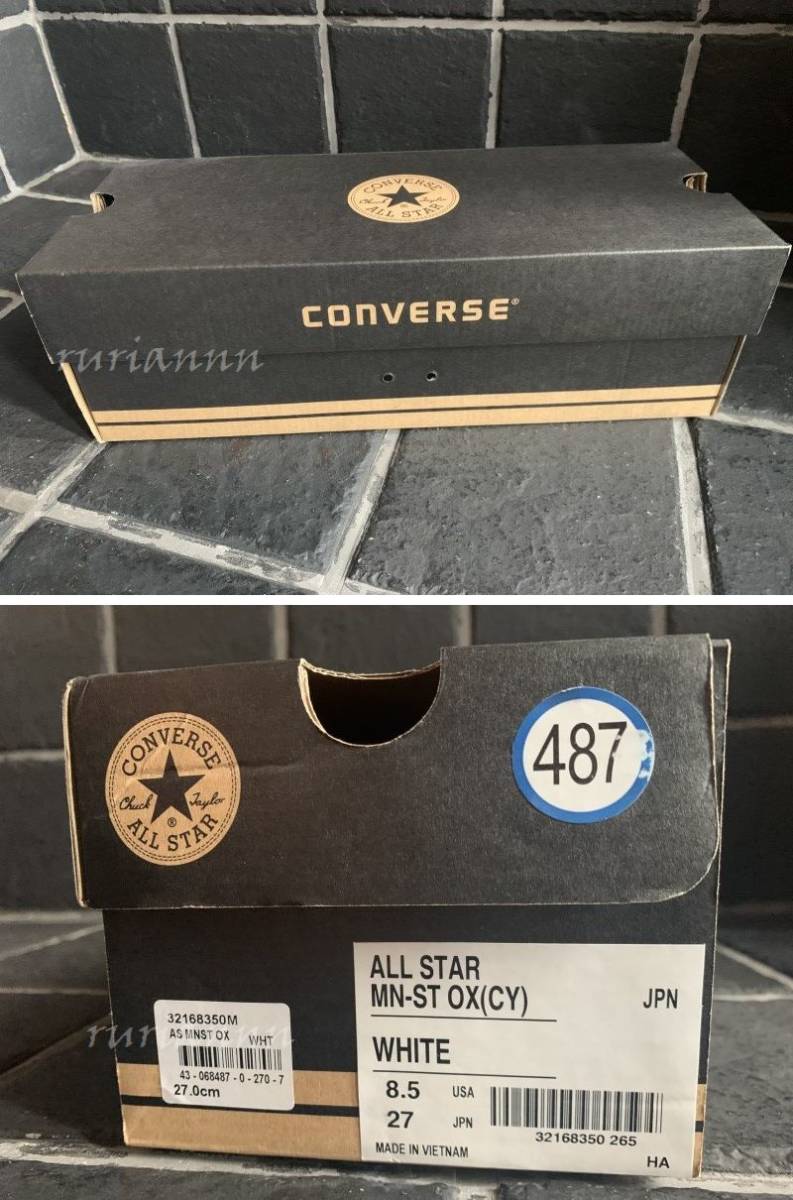 CONVERSE
Chuck Taylor
®
ALL STAR
CONVERSE®
ruriannn
CONVERSE
Chuck Taylor
®
ALL STAR
487
ALL STAR
MN-ST OX(CY)
JPN
WHITE
8.5 USA
27 JPN
32168350 265
MADE IN VIETNAM
HA
32168350M
AS MNST OX WHT
43 - 068487 - 0 - 270 - 7
27.0cm
ruriannn